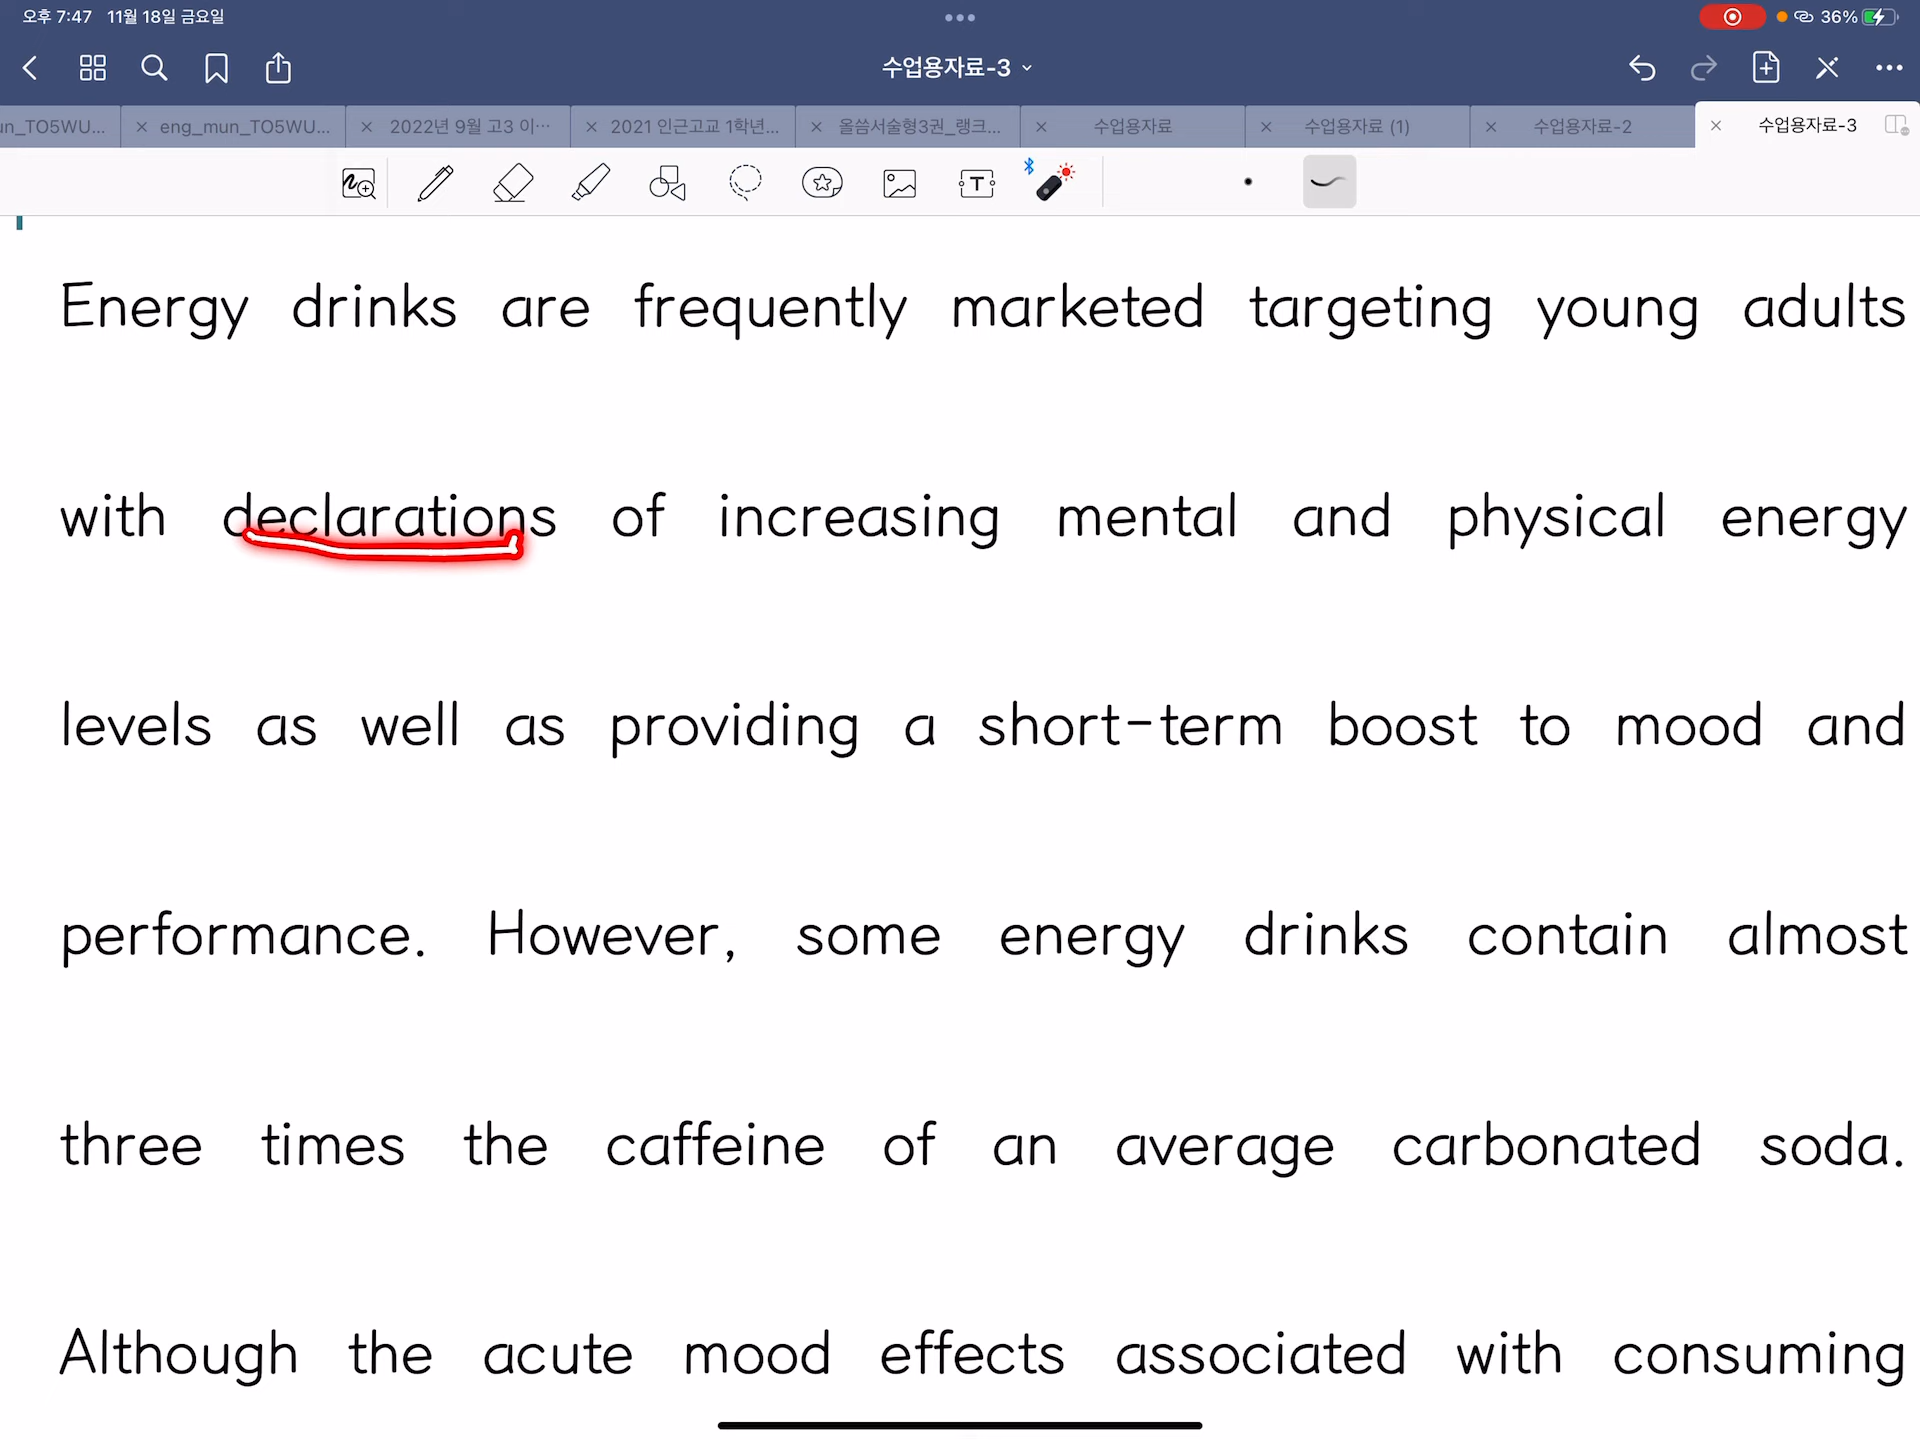 오후 7:47 11월 18일 금요일
36%
수업용자료-3
un_TO5WU...
eng_mun_TO5WU...
2022년 9월 고3 이...
2021 인근고교 1학년...
올씀서술형3권_랭크...
수업용자료
수업용자료 (1)
수업용자료-2
수업용자료-3
Energy drinks are frequently marketed targeting young adults
with declarations of increasing mental and physical energy
levels as well as providing a short-term boost to mood and
performance. However, some energy drinks contain almost
three times the caffeine of an average carbonated soda.
Although the acute mood effects associated with consuming